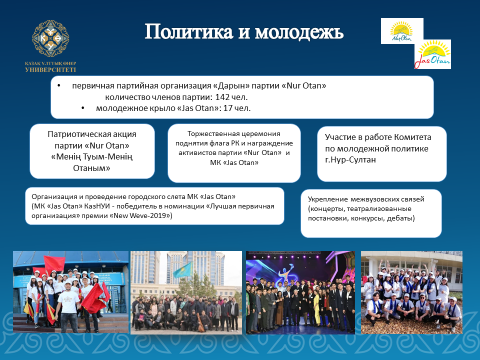 Политика и молодежь
ҚАЗАҚ ҰЛТТЫҚ ӨНЕР
УНИВЕРСИТЕТІ
Nur Otan
Jas Otan
• первичная партийная организация «Дарын» партии «Nur Otan»
количество членов партии: 142 чел.
• молодежное крыло «Jas Otan»: 17 чел.
Патриотическая акция
партии «Nur Otan»
«Менің Туым-Менің
Отаным»
Торжественная церемония
поднятия флага РК и награждение
активистов партии «Nur Otan» и
МК «Jas Otan»
Участие в работе Комитета
по молодежной политике
г.Нур-Султан
Организация и проведение городского слета МК «Jas Otan»
(МК «Jas Otan» КазНУИ - победитель в номинации «Лучшая первичная
организация» премии «New Weve-2019»)
Укрепление межвузовских связей
(концерты, театрализованные
постановки, конкурсы, дебаты)